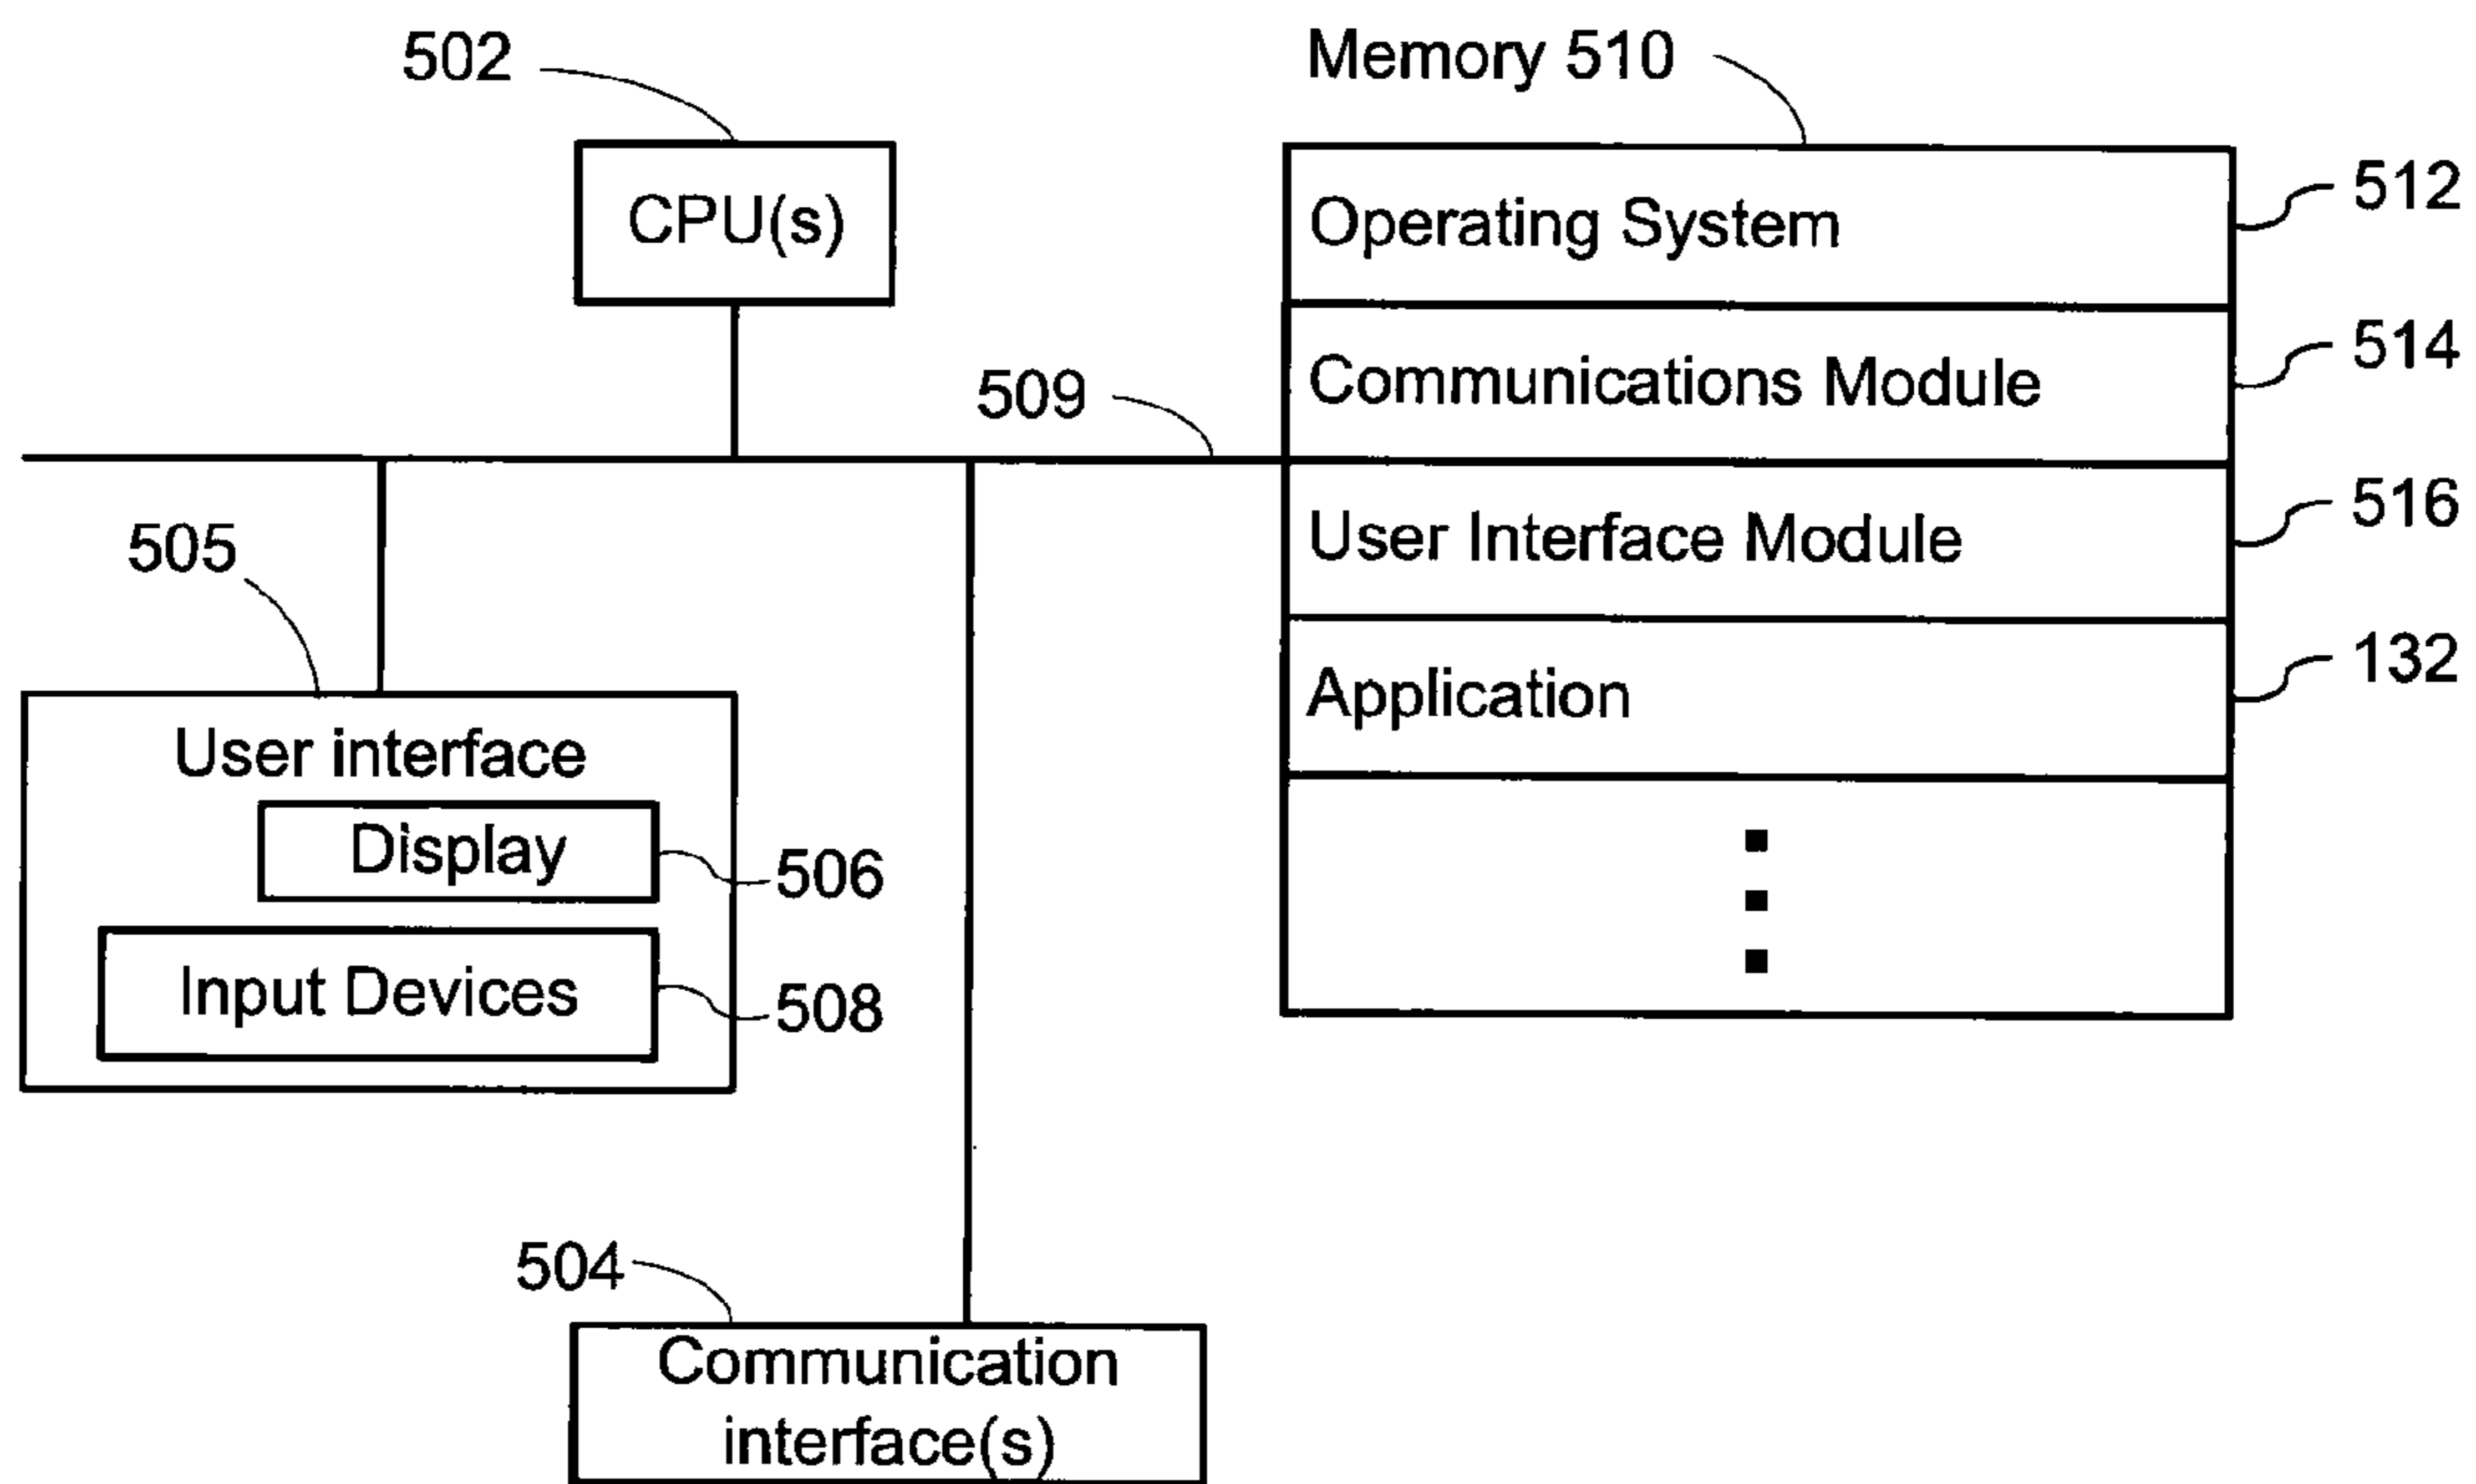 502
Memory 510
CPU(s)
Operating System
512
509
Communications Module
514
User Interface Module
516
505
Application
132
User interface
Display
506
Input Devices
508
504
Communication
interface(s)